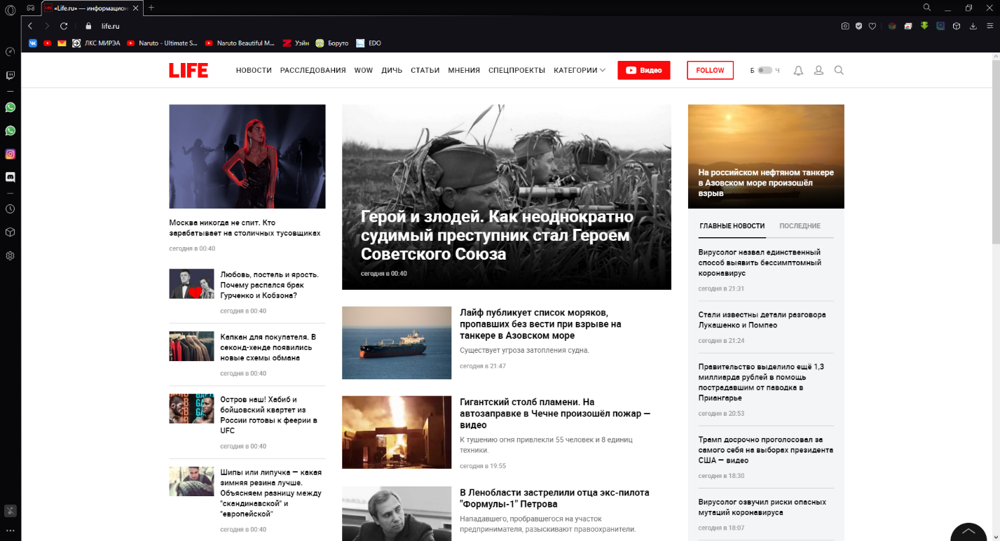 LIFE «Life.ru» — информацион
life.ru
ЛКС МИРЭА
Naruto - Ultimate S...
Naruto Beautiful M...
Уэйн
Боруто
EDO
LIFE
НОВОСТИ РАССЛЕДОВАНИЯ WOW ДИЧЬ СТАТЬИ МНЕНИЯ СПЕЦПРОЕКТЫ КАТЕГОРИИ
Видео
FOLLOW
Б Ч
Москва никогда не спит. Кто
зарабатывает на столичных тусовщиках
сегодня в 00:40
Любовь, постель и ярость.
Почему распался брак
Гурченко и Кобзона?
сегодня в 00:40
Капкан для покупателя. В
секонд-хенде появились
новые схемы обмана
сегодня в 00:40
Остров наш! Хабиб и
бойцовский квартет из
России готовы к феерии в
UFC
сегодня в 00:40
Шипы или липучка — какая
зимняя резина лучше.
Объясняем разницу между
"скандинавской" и
"европейской"
сегодня в 00:40
Герой и злодей. Как неоднократно
судимый преступник стал Героем
Советского Союза
сегодня в 00:40
Лайф публикует список моряков,
пропавших без вести при взрыве на
танкере в Азовском море
Существует угроза затопления судна.
сегодня в 21:47
Гигантский столб пламени. На
автозаправке в Чечне произошёл пожар —
видео
К тушению огня привлекли 55 человек и 8 единиц
техники.
сегодня в 19:55
В Ленобласти застрелили отца экс-пилота
"Формулы-1" Петрова
Нападавшего, пробравшегося на участок
предпринимателя, разыскивают правоохранители.
На российском нефтяном танкере
в Азовском море произошёл
взрыв
ГЛАВНЫЕ НОВОСТИ ПОСЛЕДНИЕ
Вирусолог назвал единственный
способ выявить бессимптомный
коронавирус
сегодня в 21:31
Стали известны детали разговора
Лукашенко и Помпео
сегодня в 21:24
Правительство выделило ещё 1,3
миллиарда рублей в помощь
пострадавшим от паводка в
Приангарье
сегодня в 20:53
Трамп досрочно проголосовал за
самого себя на выборах президента
США — видео
сегодня в 18:30
Вирусолог озвучил риски опасных
мутаций коронавируса
сегодня в 18:07